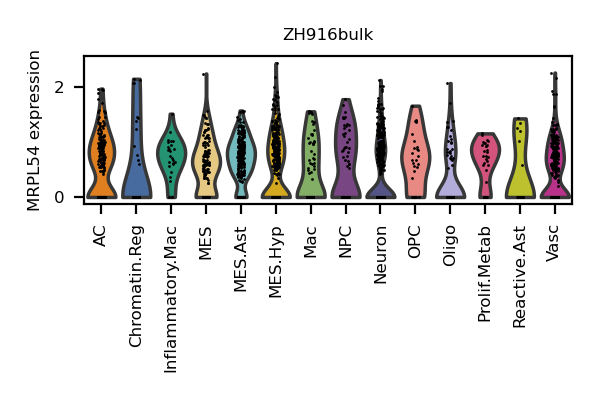 ZH916bulk
MRPL54 expression
2
0
AC
Chromatin.Reg
Inflammatory.Mac
MES
MES.Ast
MES.Hyp
Mac
NPC
Neuron
OPC
Oligo
Prolif.Metab
Reactive.Ast
Vasc